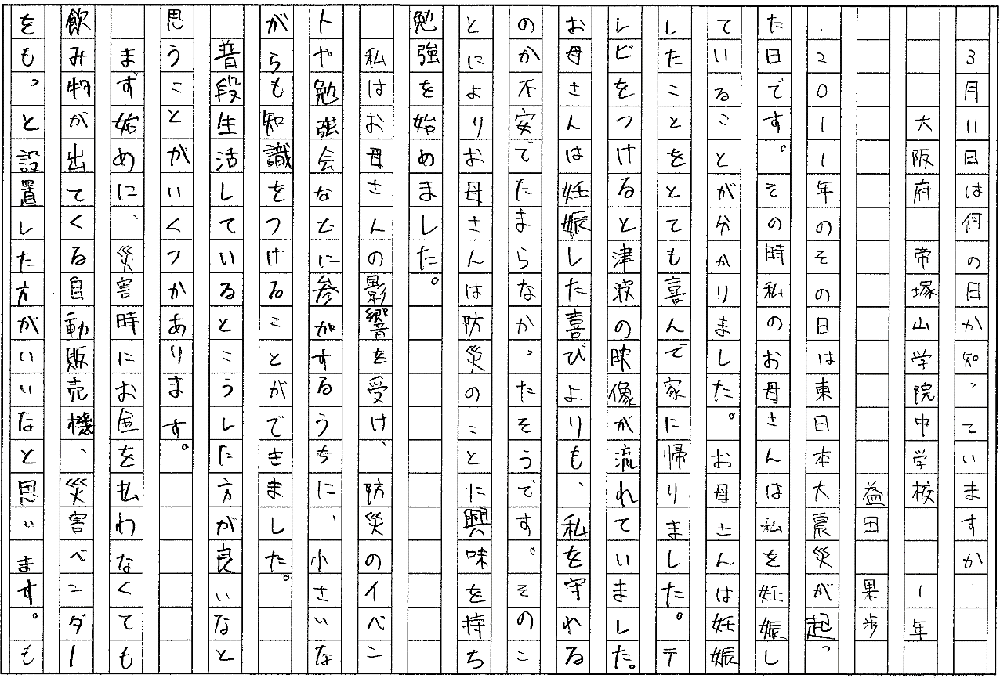 3月11日は何の日か知っていますか
大阪府 帝塚山学院中学校 1年
益田 果歩
2011年のその日は東日本大震災が起っ
た日です。その時私のお母さんは私を妊娠し
ていることが分かりました。お母さんは妊娠
したことをとても喜んで家に帰りました。テ
レビをつけると津波の映像が流れていました。
お母さんは妊娠した喜びよりも、私を守れる
のか不安でたまらなかったそうです。そのこ
とによりお母さんは防災のことに興味を持ち
勉強を始めました。
私はお母さんの影響を受け、防災のイベン
トや勉強会などに参加するうちに、小さいな
がらも知識をつけることができました。
普段生活しているとこうした方が良いなと
思うことがいくつかあります。
まず始めに、災害時にお金を払わなくても
飲み物が出てくる自動販売機、災害ベンダー
をもっと設置した方がいいなと思います。も